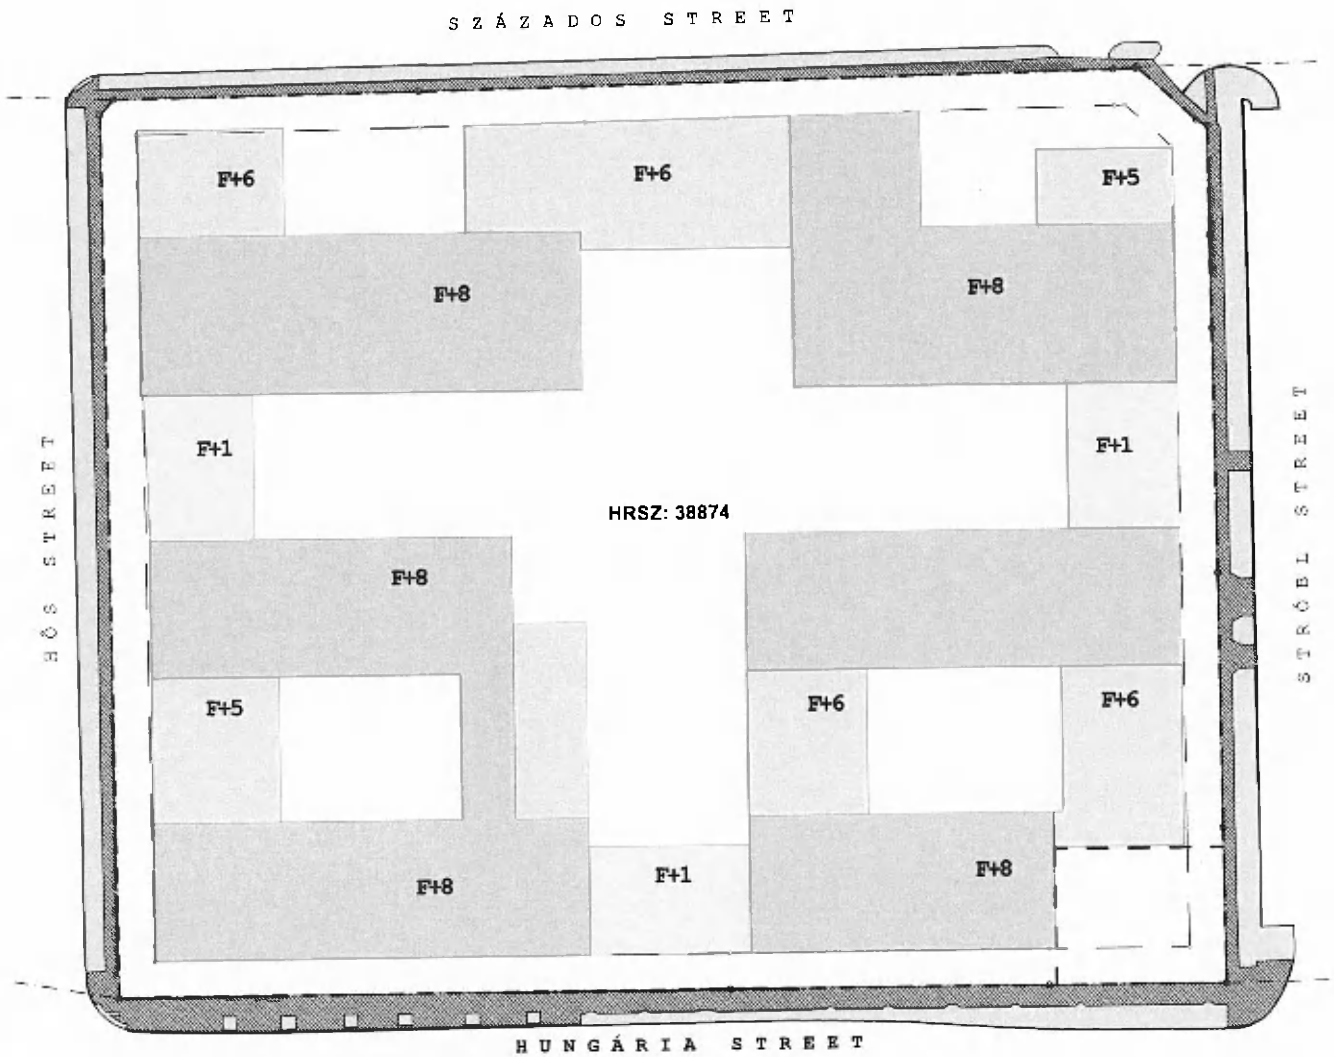 SZÁZADOS STREET
F+6
F+6
F+5
F+8
F+8
F+1
F+1
HŐS STREET
STRÓBL STREET
HRSZ: 38874
F+8
F+5
F+6
F+6
F+8
F+1
F+8
HUNGÁRIA STREET